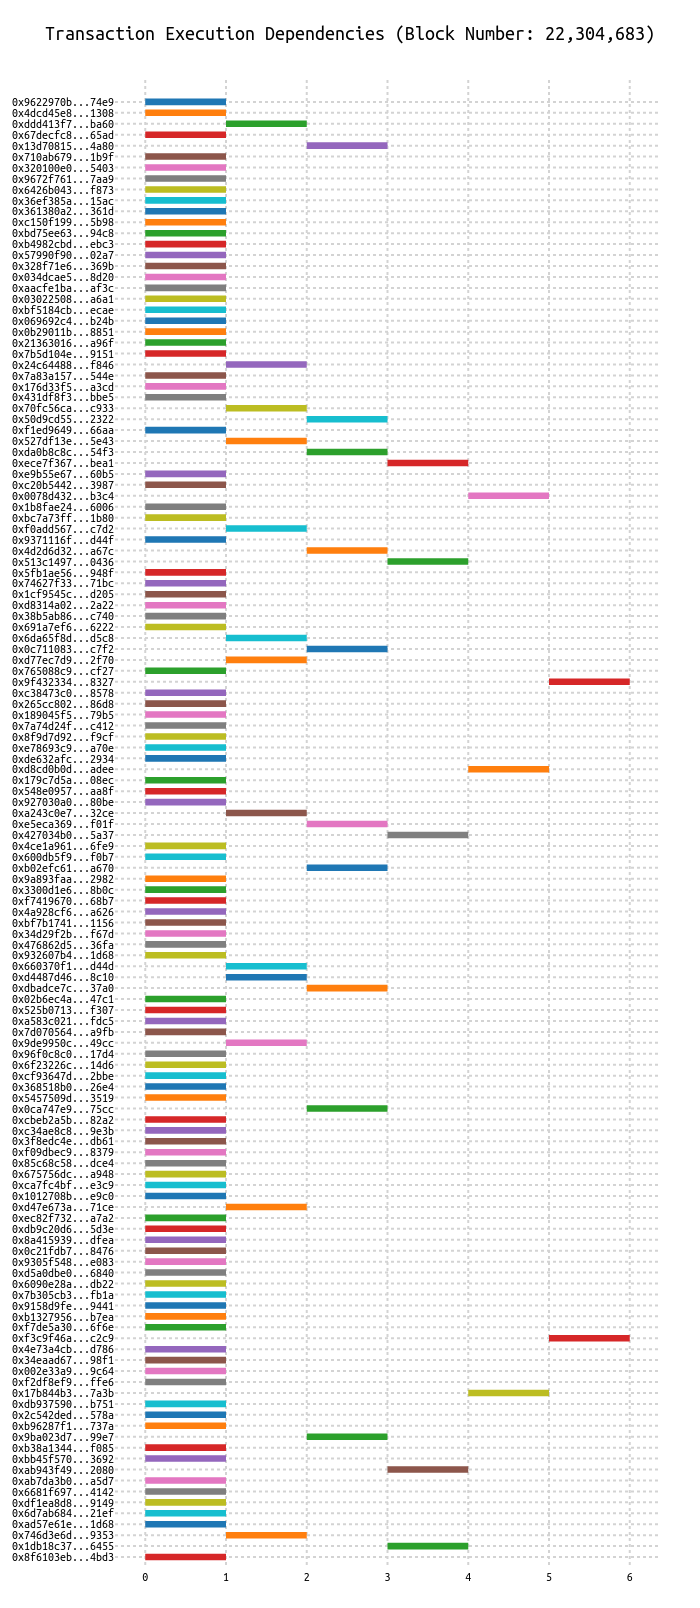 Transaction Execution Dependencies (Block Number: 22,304,683)
0x9622970b...74e9
0x4dcd45e8...1308
0xddd413f7...ba60
0x67decfc8...65ad
0x13d70815...4a80
0x710ab679...1b9f
0x320100e0...5403
0x9672f761...7aa9
0x6426b043...f873
0x36ef385a...15ac
0x361380a2...361d
0xc150f199...5b98
0xbd75ee63...94c8
0xb4982cbd...ebc3
0x57990f90...02a7
0x328f71e6...369b
0x034dcae5...8d20
0xaacfe1ba...af3c
0x03022508...a6a1
0xbf5184cb...ecae
0x069692c4...b24b
0x0b29011b...8851
0x21363016...a96f
0x7b5d104e...9151
0x24c64488...f846
0x7a83a157...544e
0x176d33f5...a3cd
0x431df8f3...bbe5
0x70fc56ca...c933
0x50d9cd55...2322
0xf1ed9649...66aa
0x527df13e...5e43
0xda0b8c8c...54f3
0xece7f367...bea1
0xe9b55e67...60b5
0xc20b5442...3987
0x0078d432...b3c4
0x1b8fae24...6006
0xbc7a73ff...1b80
0xf0add567...c7d2
0x9371116f...d44f
0x4d2d6d32...a67c
0x513c1497...0436
0x5fb1ae56...948f
0x74627f33...71bc
0x1cf9545c...d205
0xd8314a02...2a22
0x38b5ab86...c740
0x691a7ef6...6222
0x6da65f8d...d5c8
0x0c711083...c7f2
0xd77ec7d9...2f70
0x765088c9...cf27
0x9f432334...8327
0xc38473c0...8578
0x265cc802...86d8
0x189045f5...79b5
0x7a74d24f...c412
0x8f9d7d92...f9cf
0xe78693c9...a70e
0xde632afc...2934
0xd8cd0b0d...adee
0x179c7d5a...08ec
0x548e0957...aa8f
0x927030a0...80be
0xa243c0e7...32ce
0xe5eca369...f01f
0x427034b0...5a37
0x4ce1a961...6fe9
0x600db5f9...f0b7
0xb02efc61...a670
0x9a893faa...2982
0x3300d1e6...8b0c
0xf7419670...68b7
0x4a928cf6...a626
0xbf7b1741...1156
0x34d29f2b...f67d
0x476862d5...36fa
0x932607b4...1d68
0x660370f1...d44d
0xd4487d46...8c10
0xdbadce7c...37a0
0x02b6ec4a...47c1
0x525b0713...f307
0xa583c021...fdc5
0x7d070564...a9fb
0x9de9950c...49cc
0x96f0c8c0...17d4
0x6f23226c...14d6
0xcf93647d...2bbe
0x368518b0...26e4
0x5457509d...3519
0x0ca747e9...75cc
0xcbeb2a5b...82a2
0xc34ae8c8...9e3b
0x3f8edc4e...db61
0xf09dbec9...8379
0x85c68c58...dce4
0x675756dc...a948
0xca7fc4bf...e3c9
0x1012708b...e9c0
0xd47e673a...71ce
0xec82f732...a7a2
0xdb9c20d6...5d3e
0x8a415939...dfea
0x0c21fdb7...8476
0x9305f548...e083
0xd5a0dbe0...6840
0x6090e28a...db22
0x7b305cb3...fb1a
0x9158d9fe...9441
0xb1327956...b7ea
0xf7de5a30...6f6e
0xf3c9f46a...c2c9
0x4e73a4cb...d786
0x34eaad67...98f1
0x002e33a9...9c64
0xf2df8ef9...ffe6
0x17b844b3...7a3b
0xdb937590...b751
0x2c542ded...578a
0xb96287f1...737a
0x9ba023d7...99e7
0xb38a1344...f085
0xbb45f570...3692
0xab943f49...2080
0xab7da3b0...a5d7
0x6681f697...4142
0xdf1ea8d8...9149
0x6d7ab684...21ef
0xad57e61e...1d68
0x746d3e6d...9353
0x1db18c37...6455
0x8f6103eb...4bd3
0 1 2 3 4 5 6